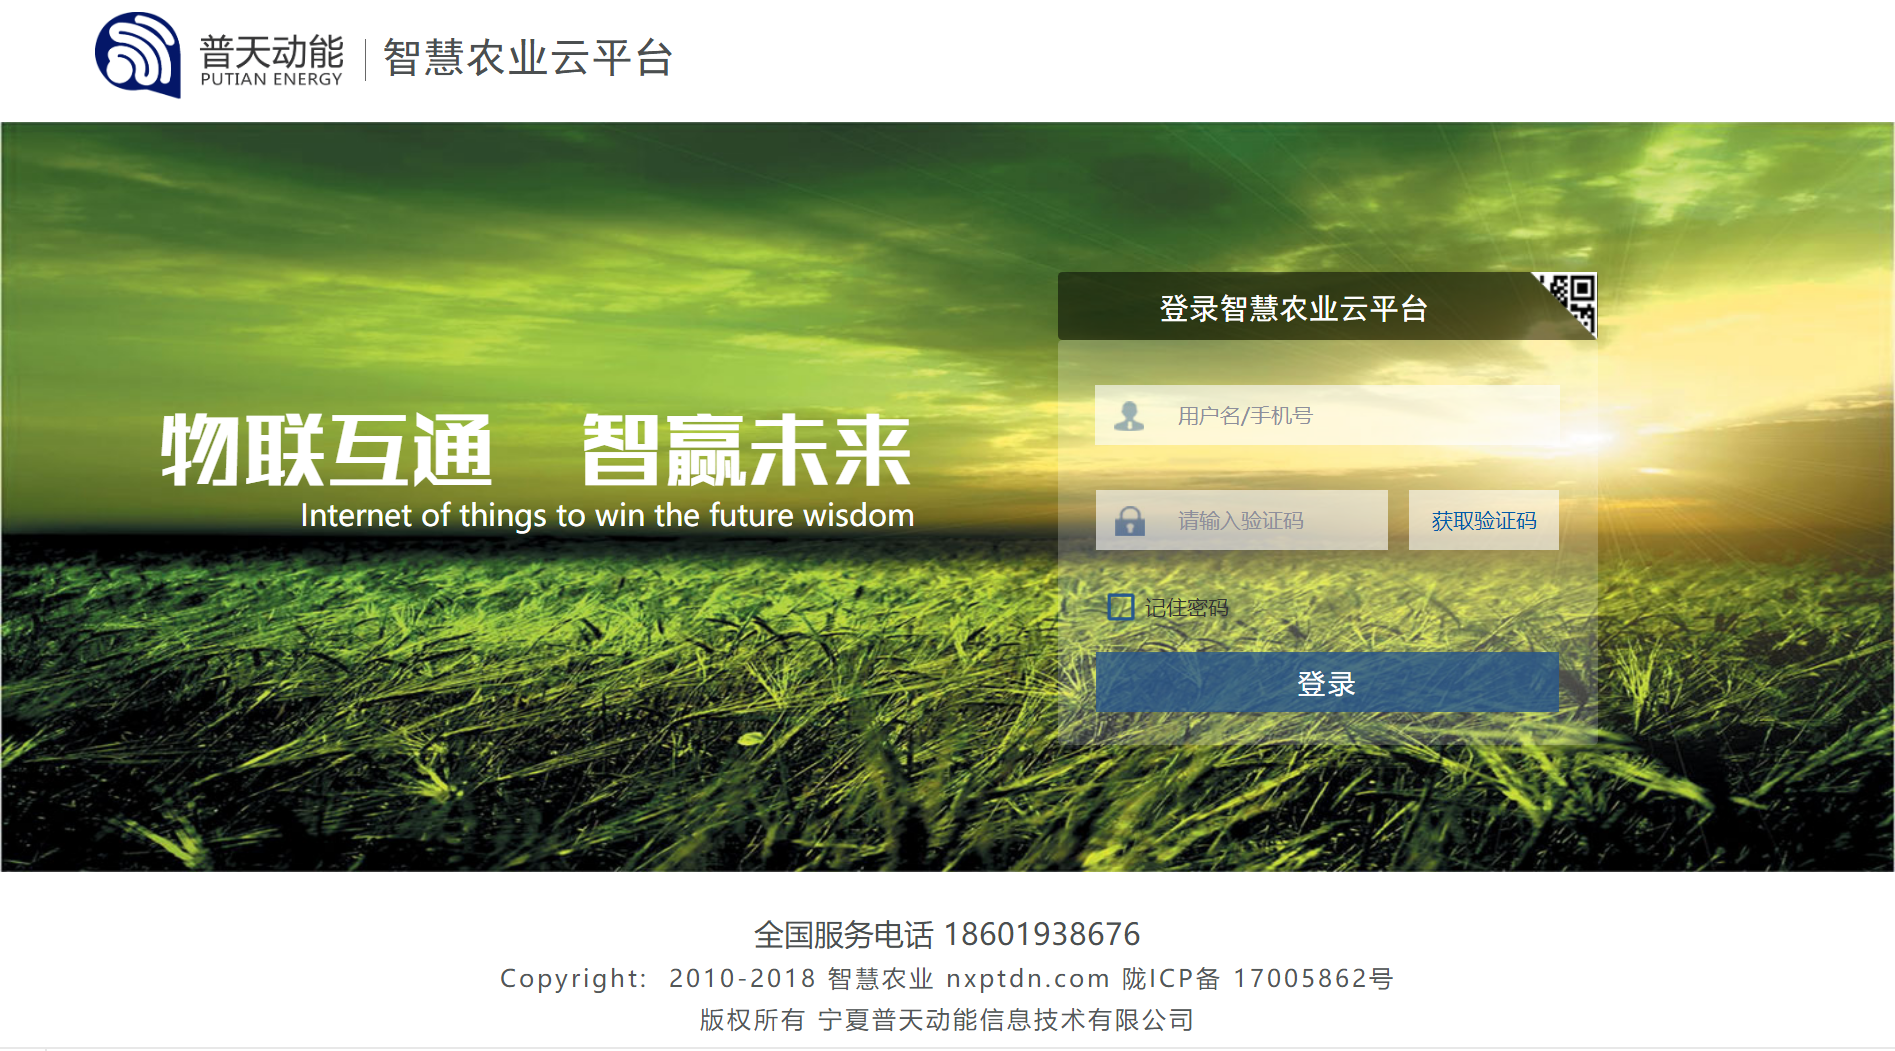 普天动能
PUTIAN ENERGY
智慧农业云平台
登录智慧农业云平台
用户名/手机号
物联互通 智赢未来
Internet of things to win the future wisdom
请输入验证码
获取验证码
记住密码
登录
全国服务电话 18601938676
Copyright: 2010-2018 智慧农业 nxptdn.com 陇ICP备 17005862号
版权所有 宁夏普天动能信息技术有限公司